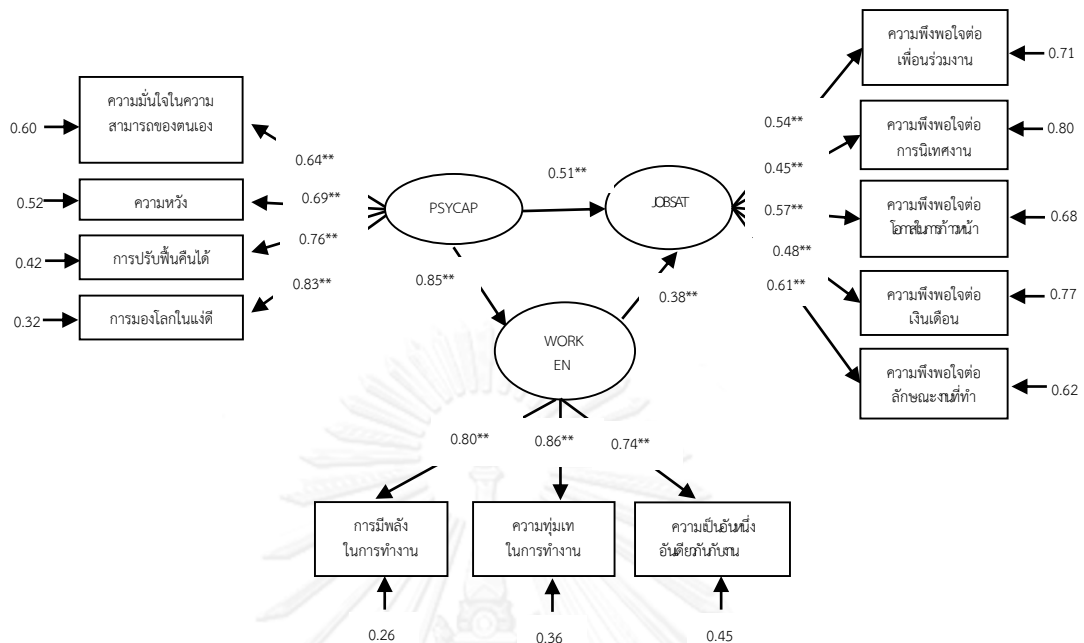 ความพึงพอใจต่อ
เพื่อนร่วมงาน
0.71
ความมั่นใจในความ
สามารถของตนเอง
0.60
0.54**
ความพึงพอใจต่อ
การนิเทศงาน
0.80
0.64**
0.51**
0.45**
ความหวัง
0.52
0.69**
PSYCAP
JOBSAT
0.57**
ความพึงพอใจต่อ
โอกาสในการก้าวหน้า
0.68
การปรับฟื้นคืนได้
0.42
0.76**
0.48**
0.83**
0.85**
0.38**
0.61**
ความพึงพอใจต่อ
เงินเดือน
0.77
การมองโลกในแง่ดี
0.32
WORK
EN
ความพึงพอใจต่อ
ลักษณะงานที่ทำ
0.62
0.80**
0.86**
0.74**
การมีพลัง
ในการทำงาน
ความทุ่มเท
ในการทำงาน
ความเป็นอันหนึ่ง
อันเดียวกันกับงาน
0.26
0.36
0.45